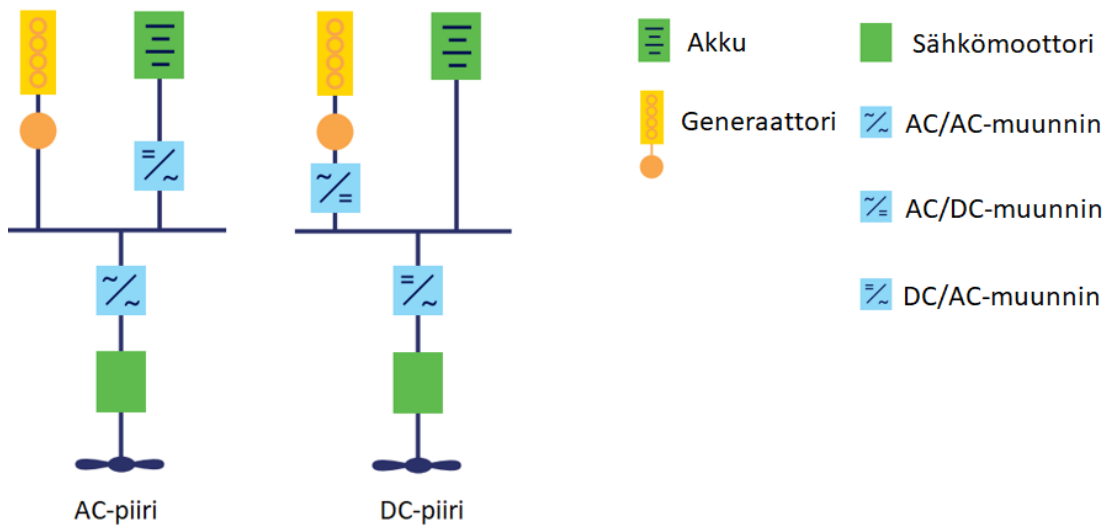 Akku
Sähkömoottori
Generaattori
AC/AC-muunnin
AC/DC-muunnin
DC/AC-muunnin
AC-piiri
DC-piiri